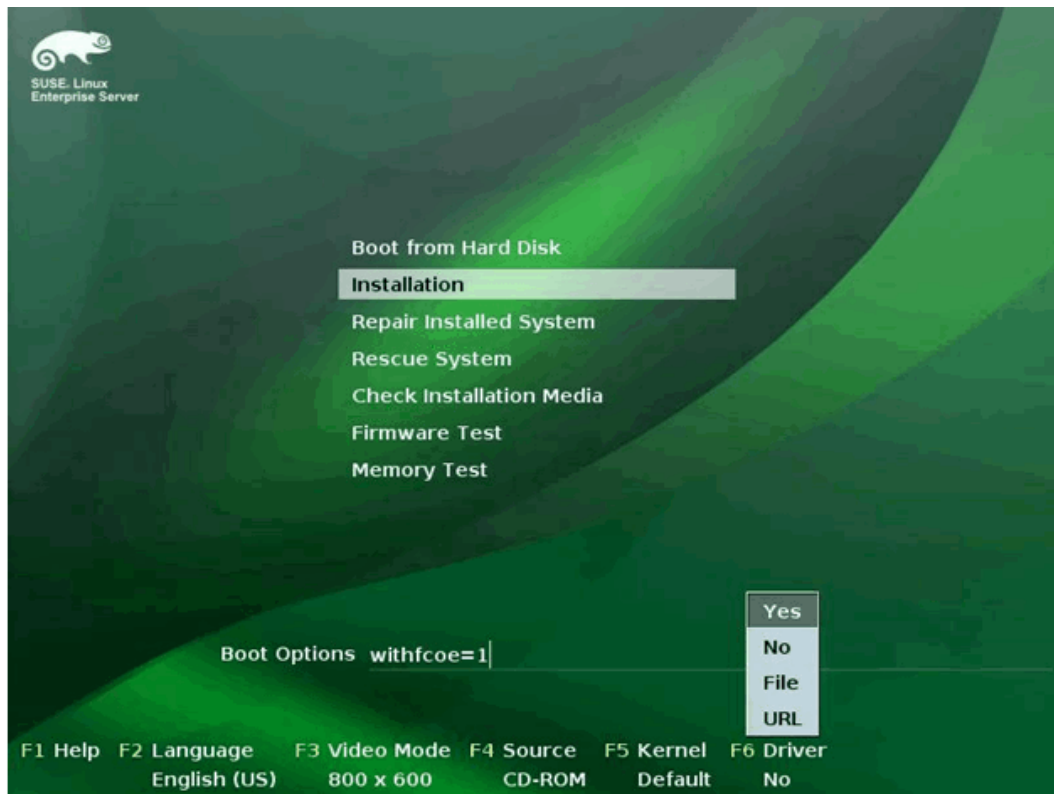 SUSE. Linux
Enterprise Server
Boot from Hard Disk
Installation
Repair Installed System
Rescue System
Check Installation Media
Firmware Test
Memory Test
Yes
No
File
URL
Boot Options withfcoe=1
F1 Help F2 Language F3 Video Mode F4 Source F5 Kernel F6 Driver
English (US) 800 x 600 CD-ROM Default No